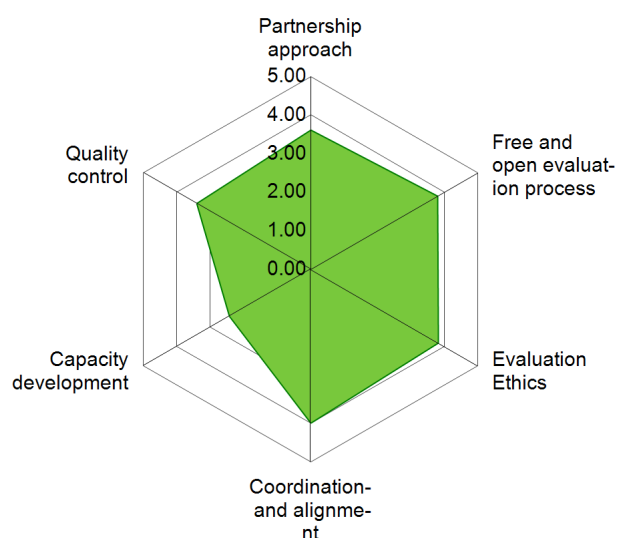 Partnership
approach
5.00
4.00
3.00
2.00
1.00
0.00
Free and
open evaluat-
ion process
Evaluation
Ethics
Coordination-
and alignme-
nt
Capacity
development
Quality
control